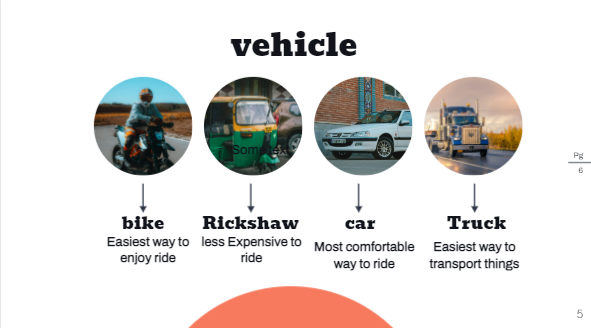 vehicle
bike
Easiest way to
enjoy ride
Rickshaw
less Expensive to
ride
car
Most comfortable
way to ride
Truck
Easiest way to
transport things
Pg
6
5